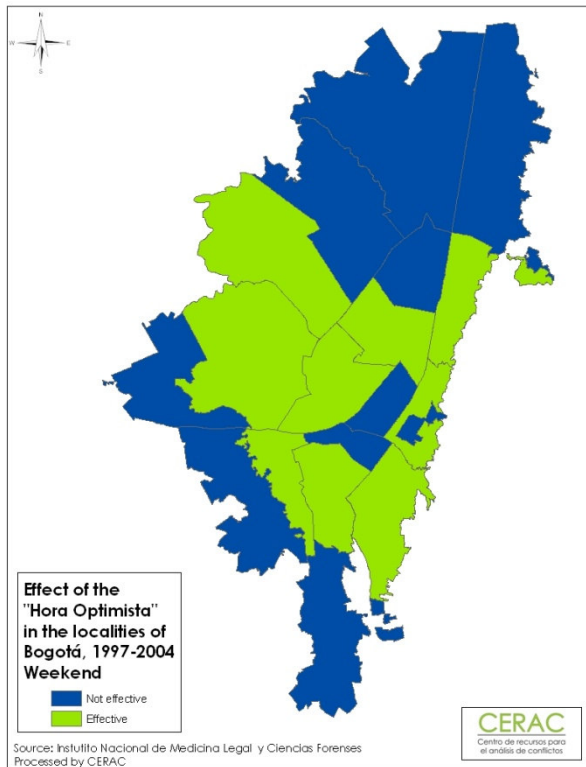 N
W E
S
Effect of the
"Hora Optimista"
in the localities of
Bogotá, 1997-2004
Weekend
Not effective
Effective
Source: Instutito Nacional de Medicina Legal y Ciencias Forenses
Processed by CERAC
CERAC
Centro de recursos para
el análisis de conflictos